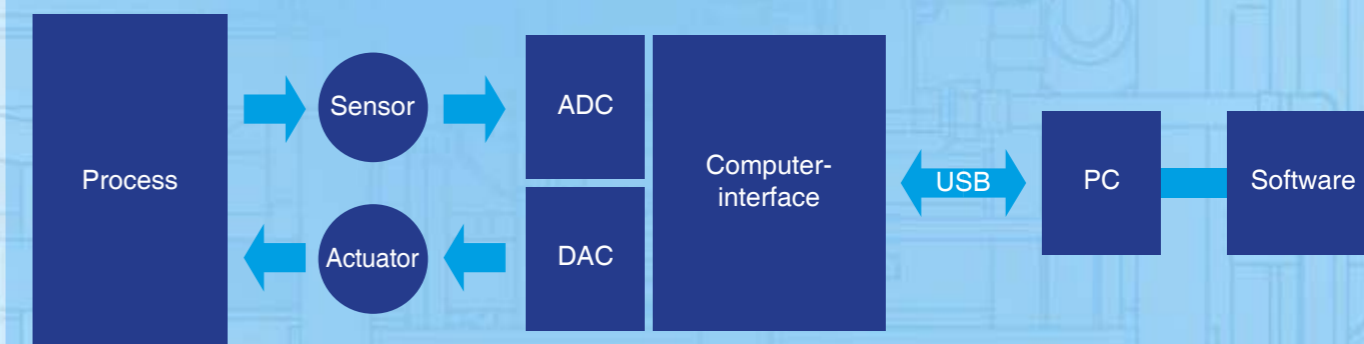 Process
Sensor
ADC
Actuator
DAC
Computer-
interface
USB
PC
Software